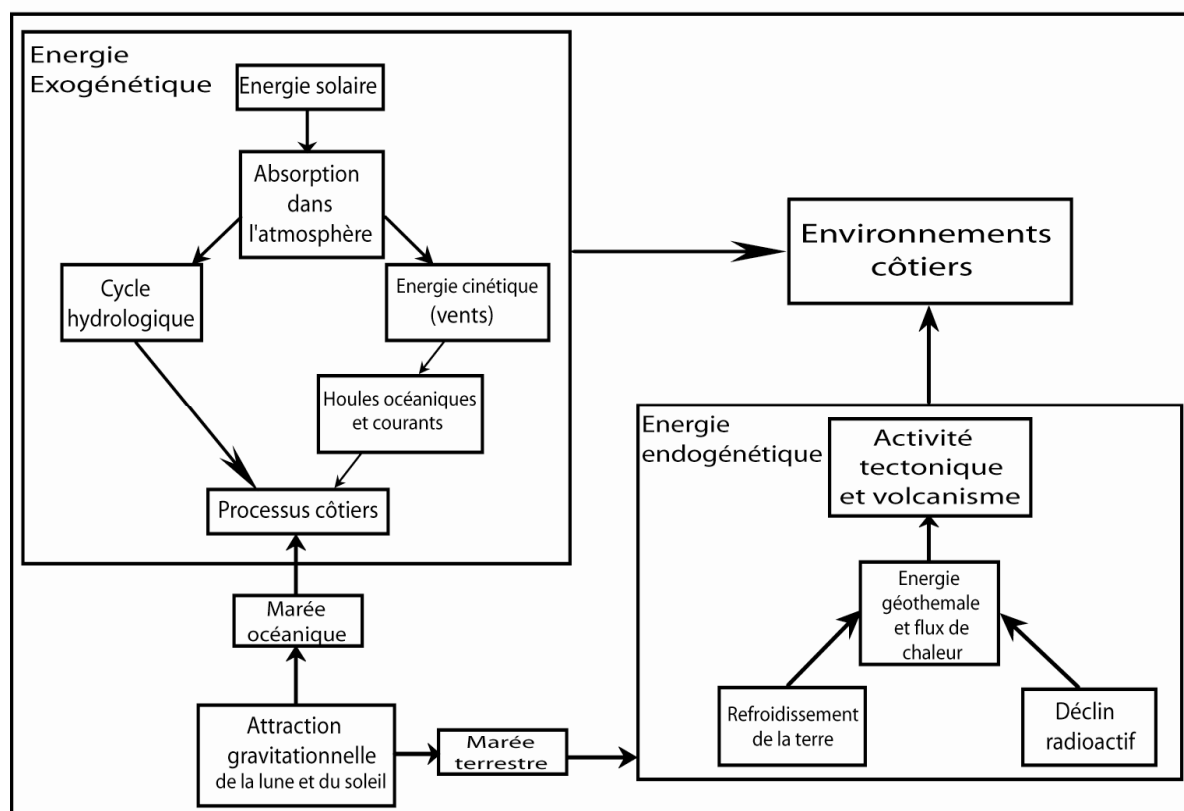 Energie
Exogénétique
Energie solaire
Absorption
dans
l'atmosphère
Cycle
hydrologique
Energie cinétique
(vents)
Houles océaniques
et courants
Processus côtiers
Marée
océanique
Attraction
gravitationnelle
de la lune et du soleil
Marée
terrestre
Environnements
côtiers
Energie
endogénétique
Activité
tectonique
et volcanisme
Energie
géothemale
et flux de
chaleur
Refroidissement
de la terre
Déclin
radioactif